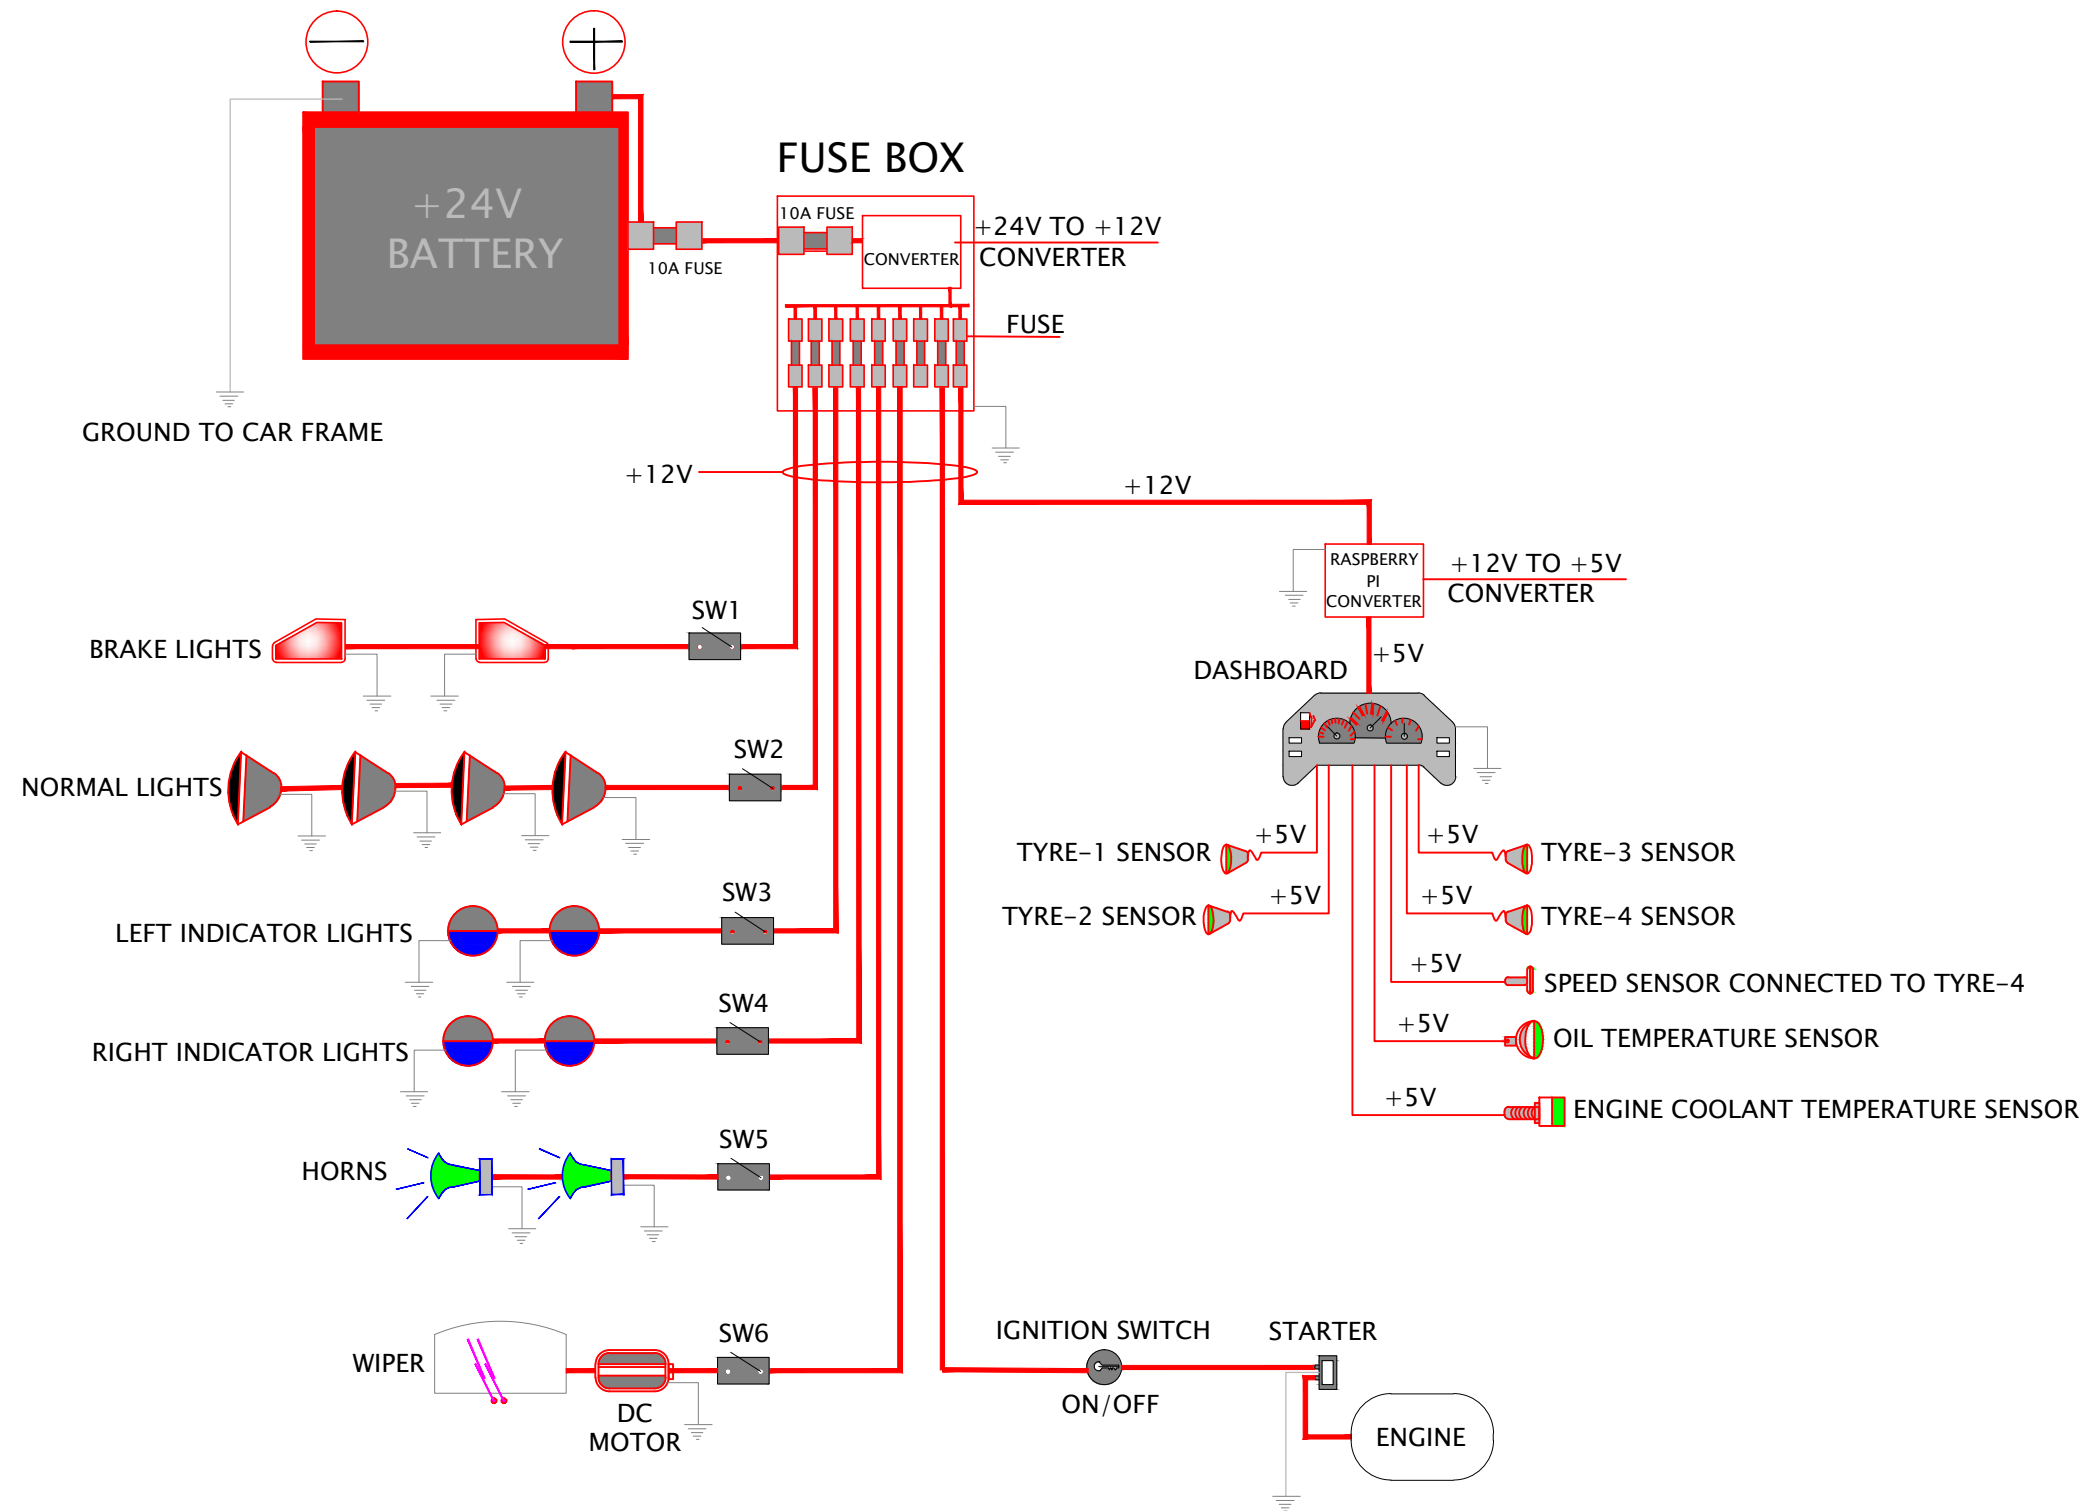 +24V
BATTERY
10A FUSE
FUSE BOX
10A FUSE
CONVERTER
+24V TO +12V
CONVERTER
FUSE
GROUND TO CAR FRAME
+12V
+12V
RASPBERRY
PI
CONVERTER
+12V TO +5V
CONVERTER
+5V
DASHBOARD
SW1
BRAKE LIGHTS
SW2
NORMAL LIGHTS
SW3
LEFT INDICATOR LIGHTS
SW4
RIGHT INDICATOR LIGHTS
SW5
HORNS
SW6
WIPER
DC
MOTOR
+5V
TYRE-1 SENSOR
+5V
TYRE-2 SENSOR
+5V
TYRE-3 SENSOR
+5V
TYRE-4 SENSOR
+5V
SPEED SENSOR CONNECTED TO TYRE-4
+5V
OIL TEMPERATURE SENSOR
+5V
ENGINE COOLANT TEMPERATURE SENSOR
IGNITION SWITCH
ON/OFF
STARTER
ENGINE